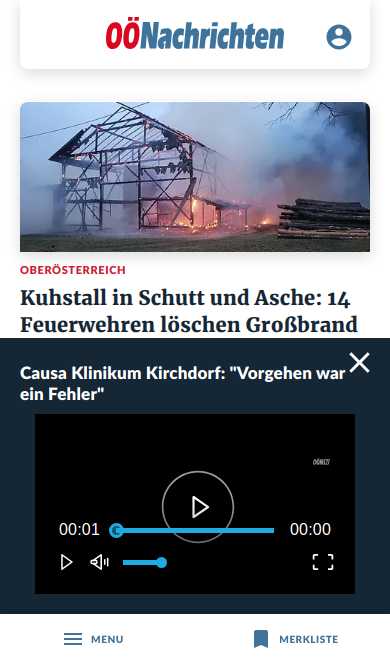 OÖNachrichten
OBERÖSTERREICH
Kuhstall in Schutt und Asche: 14
Feuerwehren löschen Großbrand
Causa Klinikum Kirchdorf: "Vorgehen war
ein Fehler"
00:01
00:00
MENU
MERKLISTE